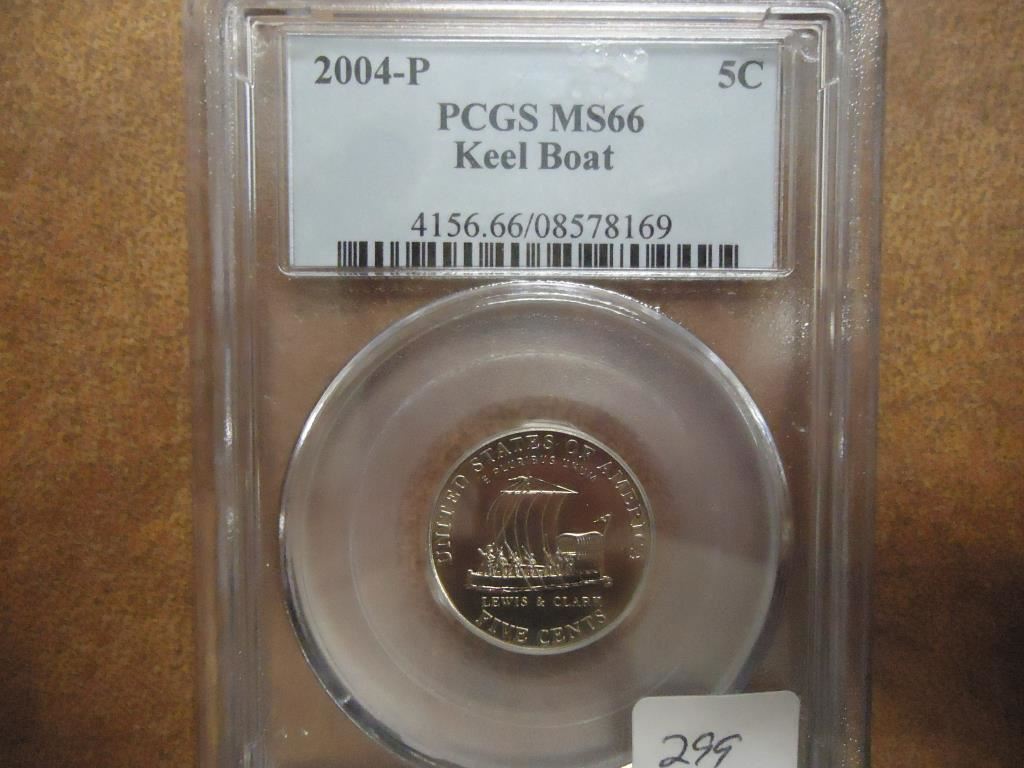 2004-P 5C
PCGS MS66
Keel Boat
4156.66/08578169
UNITED STATES OF AMERICA
E PLURIBUS UNUM
LEWIS & CLARK
FIVE CENTS
299